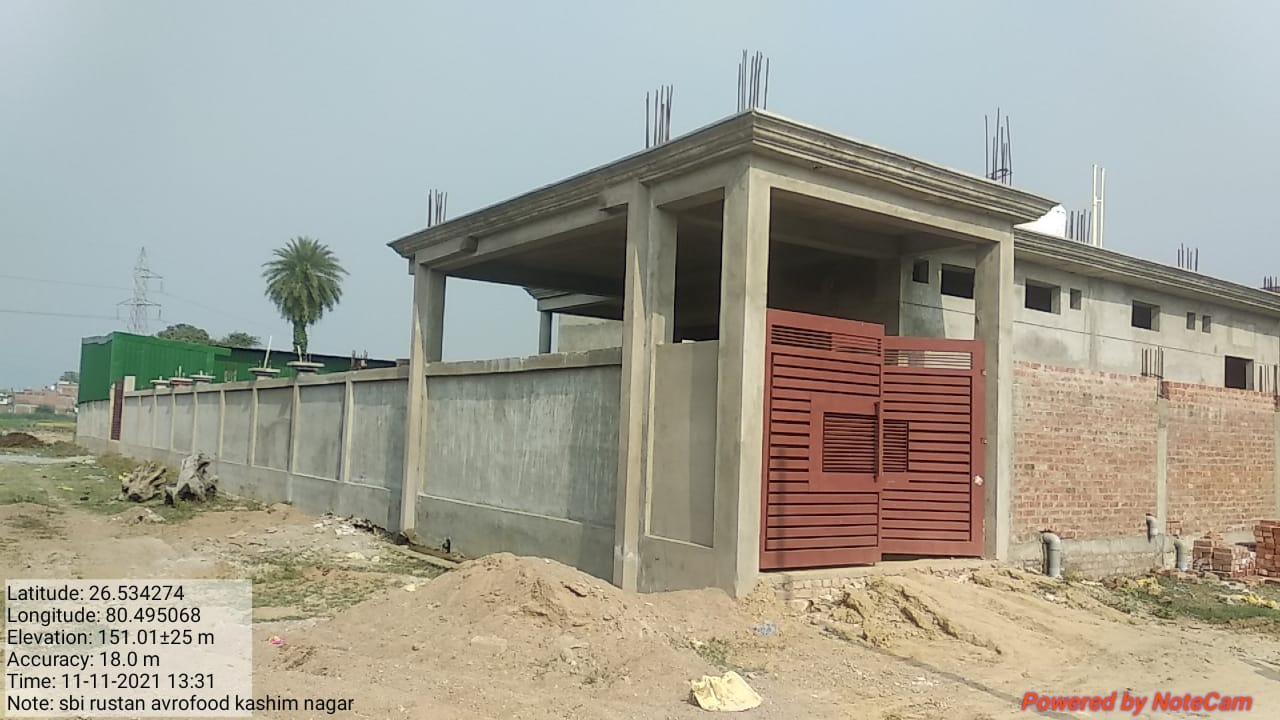 Latitude: 26.534274
Longitude: 80.495068
Elevation: 151.01±25 m
Accuracy: 18.0 m
Time: 11-11-2021 13:31
Note: sbi rustan avrofood kashim nagar
Powered by NoteCam